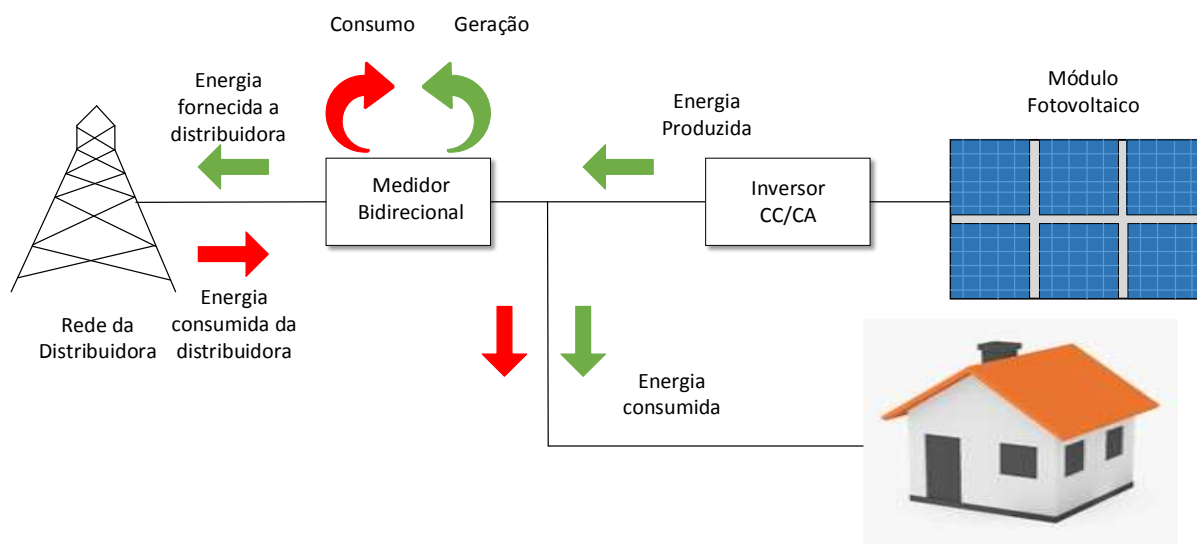 Consumo
Geração
Energia
fornecida a
distribuidora
Energia
Produzida
Módulo
Fotovoltaico
Medidor
Bidirecional
Inversor
CC/CA
Rede da
Distribuidora
Energia
consumida da
distribuidora
Energia
consumida